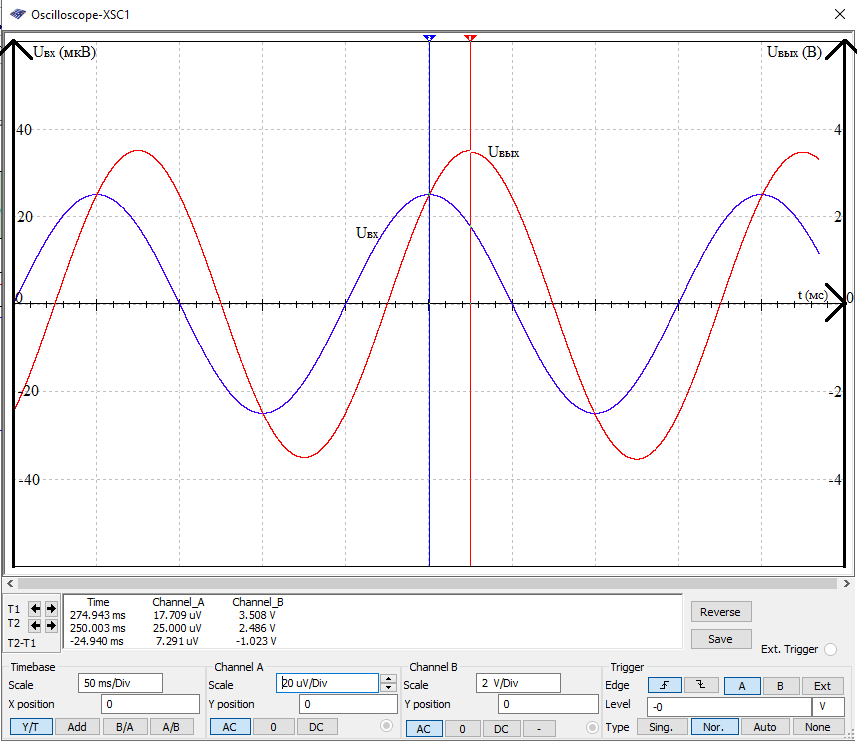 Oscilloscope-XSC1
Uвх (мкВ)
Uвых (В)
2
1
40
4
Uвых
20
2
Uвх
t (мс)
0
0
-20
-2
-40
-4
Time Channel_A Channel_B
T1 274.943 ms 17.709 uV 3.508 V
T2 250.003 ms 25.000 uV 2.486 V
T2-T1 -24.940 ms 7.291 uV -1.023 V
Reverse
Save
Ext. Trigger
Timebase
Scale 50 ms/Div
X position 0
Y/T Add B/A A/B
Channel A
Scale 20 uV/Div
Y position 0
AC 0 DC
Channel B
Scale 2 V/Div
Y position 0
AC 0 DC -
Trigger
Edge A B Ext
Level -0 V
Type Sing. Nor. Auto None